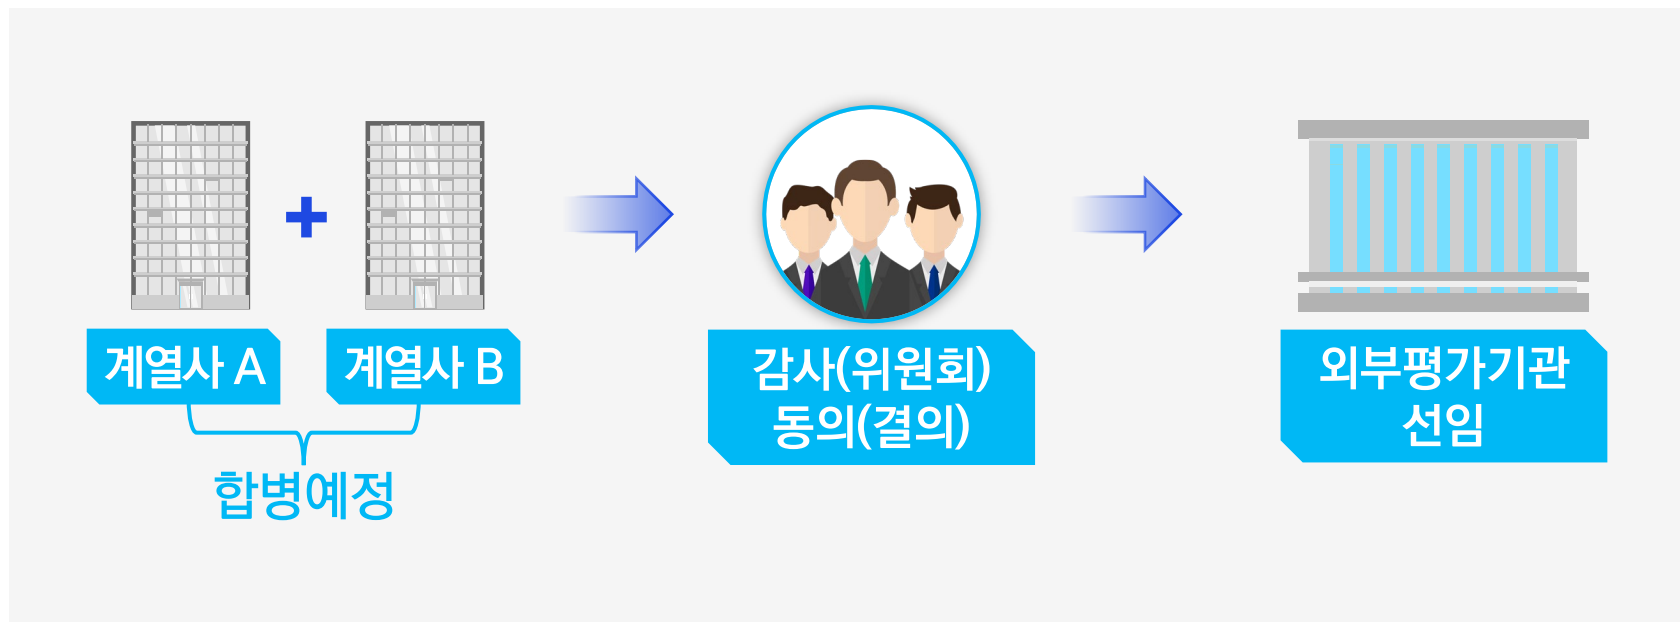 계열사 A
계열사 B
합병예정
감사(위원회)
동의(결의)
외부평가기관
선임